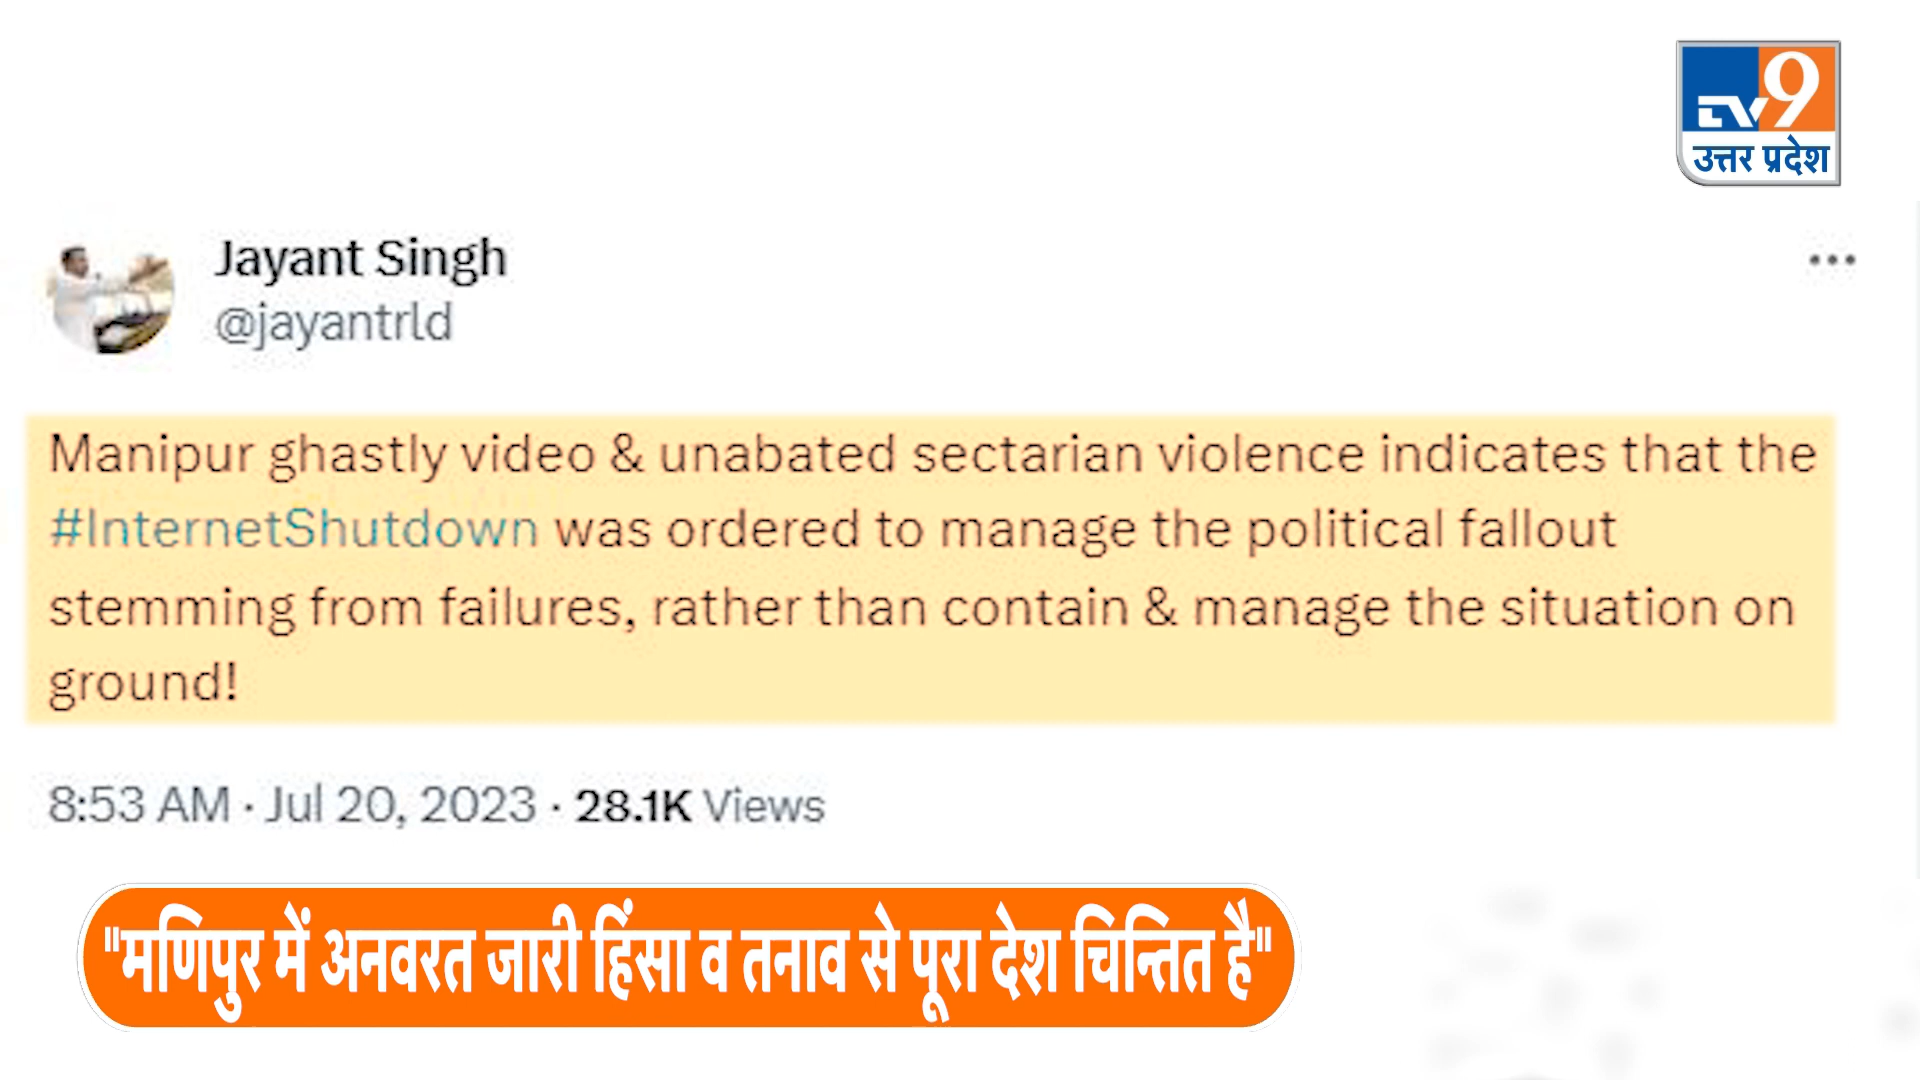 TV9
उत्तर प्रदेश
Jayant Singh
@jayantrld
Manipur ghastly video & unabated sectarian violence indicates that the
#InternetShutdown was ordered to manage the political fallout
stemming from failures, rather than contain & manage the situation on
ground!
8:53 AM · Jul 20, 2023 · 28.1K Views
"मणिपुर में अनवरत जारी हिंसा व तनाव से पूरा देश चिन्तित है"